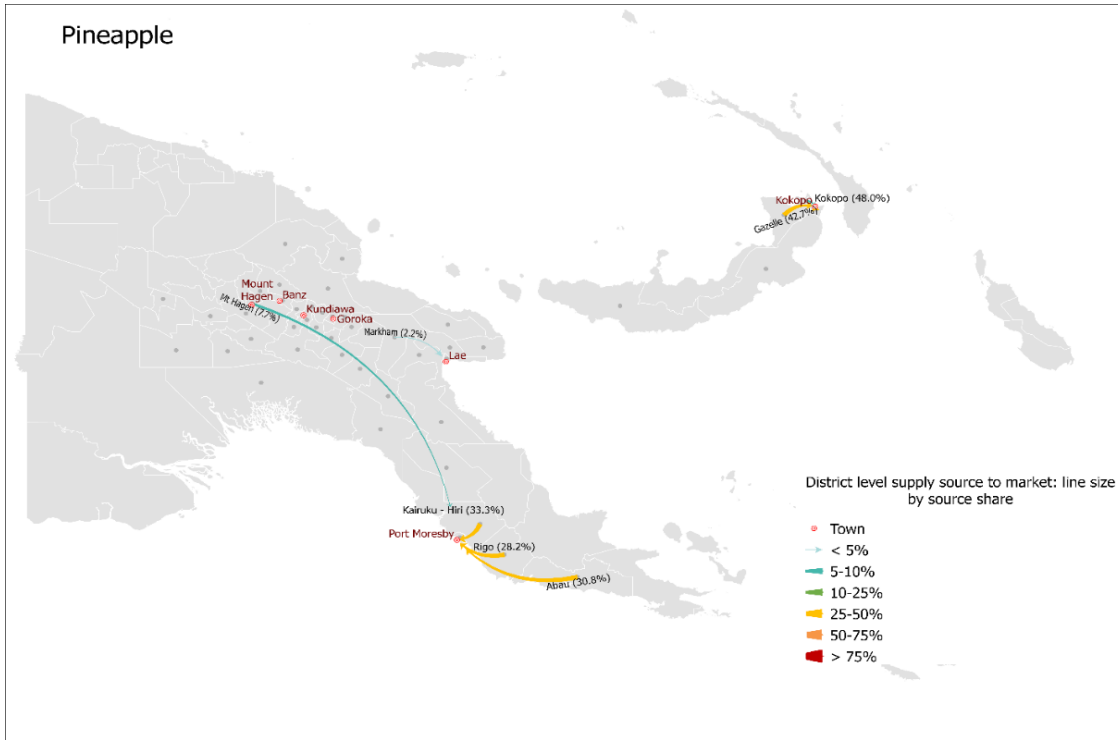 Pineapple
Kokopo
Kokopo (48.0%)
Gazelle (42.7%)
Mount
Hagen
Banz
Mt Hagen (7.7%)
Kundiawa
Goroka
Markham (2.2%)
Lae
Kairuku - Hiri (33.3%)
Port Moresby
Rigo (28.2%)
Abau (30.8%)
District level supply source to market: line size
by source share
Town
< 5%
5-10%
10-25%
25-50%
50-75%
> 75%